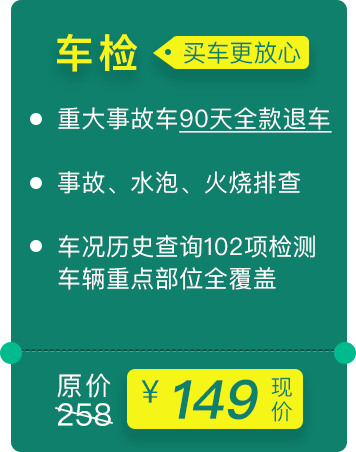 车检
买车更放心
重大事故车90天全款退车
事故、水泡、火烧排查
车况历史查询102项检测
车辆重点部位全覆盖
原价
258
¥ 149
现价